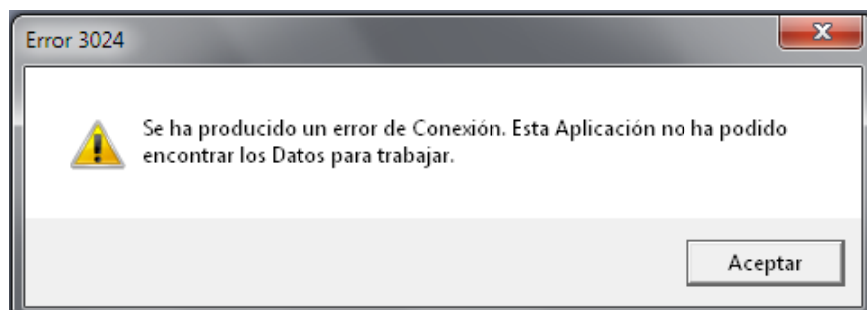 Error 3024
Se ha producido un error de Conexión. Esta Aplicación no ha podido
encontrar los Datos para trabajar.
Aceptar